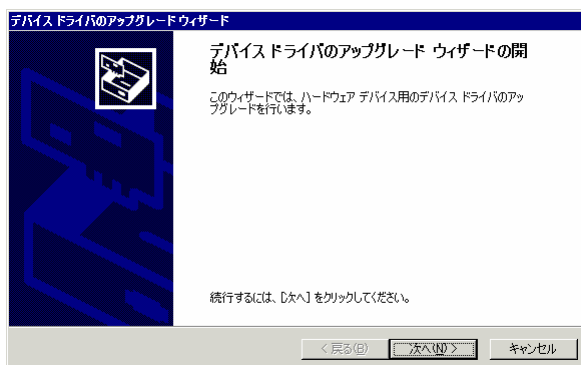 デバイス ドライバのアップグレード ウィザード
デバイス ドライバのアップグレード ウィザードの開
始
このウィザードでは、ハードウェア デバイス用のデバイス ドライバのアッ
プグレードを行います。
続行するには、[次へ] をクリックしてください。
< 戻る(B)
次へ(N) >
キャンセル